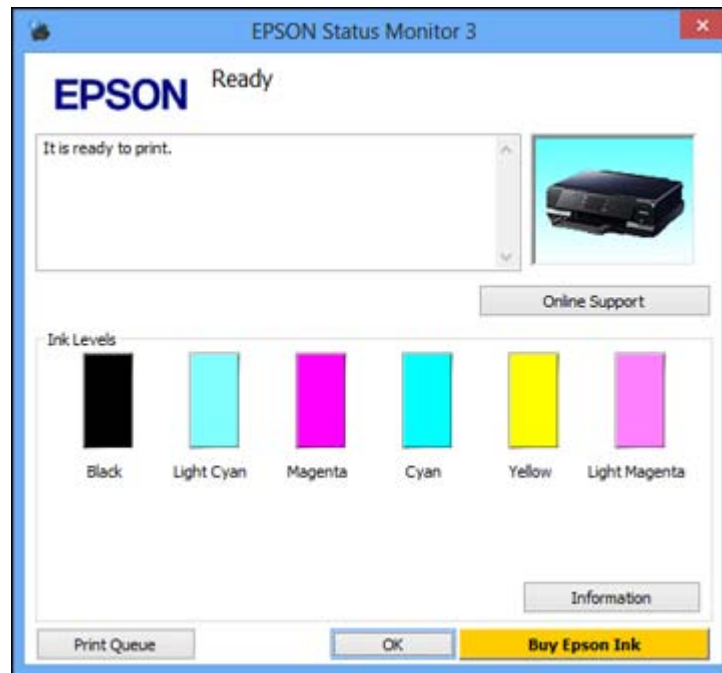 EPSON Status Monitor 3
EPSON
Ready
It is ready to print.
Online Support
Ink Levels
Black Light Cyan Magenta Cyan Yellow Light Magenta
Information
Print Queue OK Buy Epson Ink